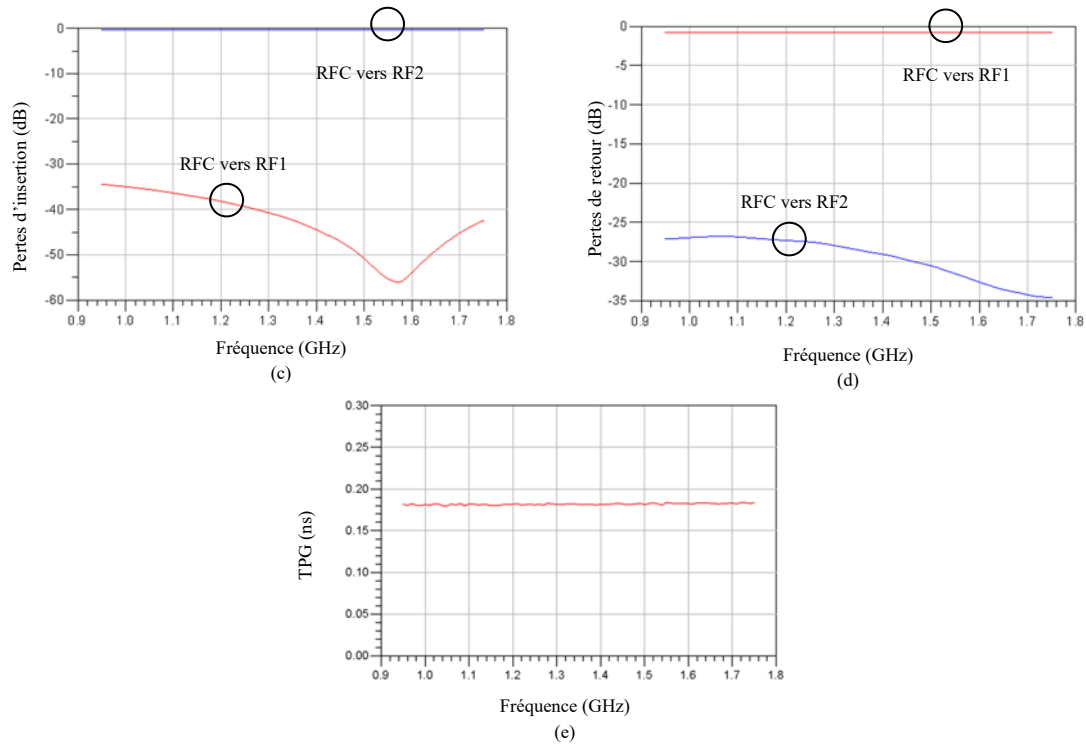 0
-10
-20
-30
-40
-50
-60
Pertes d'insertion (dB)
RFC vers RF2
RFC vers RF1
0.9 1.0 1.1 1.2 1.3 1.4 1.5 1.6 1.7 1.8
Fréquence (GHz)
(c)
0
-5
-10
-15
-20
-25
-30
-35
Pertes de retour (dB)
RFC vers RF1
RFC vers RF2
0.9 1.0 1.1 1.2 1.3 1.4 1.5 1.6 1.7 1.8
Fréquence (GHz)
(d)
0.30
0.25
0.20
0.15
0.10
0.05
0.00
TPG (ns)
0.9 1.0 1.1 1.2 1.3 1.4 1.5 1.6 1.7 1.8
Fréquence (GHz)
(e)